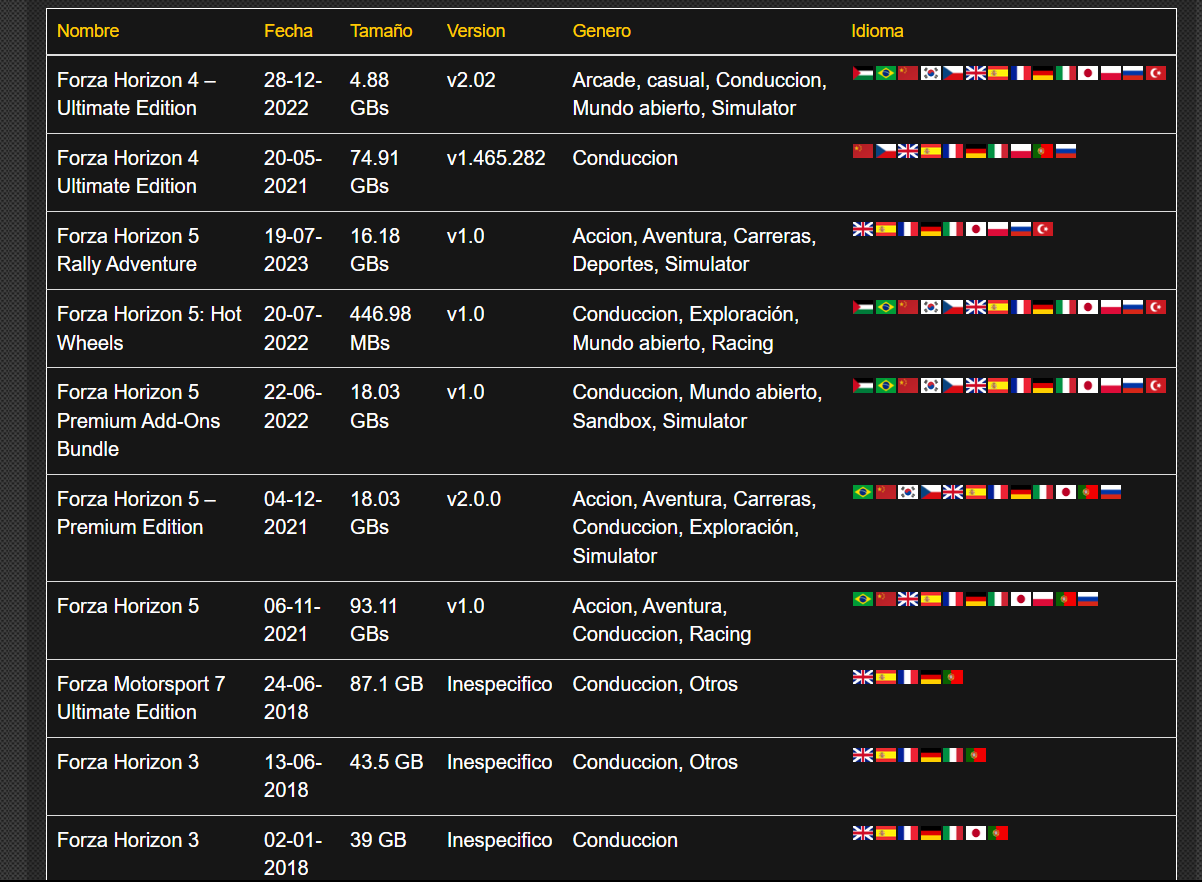 Nombre Fecha Tamaño Version Genero Idioma
Forza Horizon 4 – 28-12- 4.88 v2.02 Arcade, casual, Conduccion,
Ultimate Edition 2022 GBs Mundo abierto, Simulator
Forza Horizon 4 20-05- 74.91 v1.465.282 Conduccion
Ultimate Edition 2021 GBs
Forza Horizon 5 19-07- 16.18 v1.0 Accion, Aventura, Carreras,
Rally Adventure 2023 GBs Deportes, Simulator
Forza Horizon 5: Hot 20-07- 446.98 v1.0 Conduccion, Exploración,
Wheels 2022 MBs Mundo abierto, Racing
Forza Horizon 5 22-06- 18.03 v1.0 Conduccion, Mundo abierto,
Premium Add-Ons 2022 GBs Sandbox, Simulator
Bundle
Forza Horizon 5 – 04-12- 18.03 v2.0.0 Accion, Aventura, Carreras,
Premium Edition 2021 GBs Conduccion, Exploración,
Simulator
Forza Horizon 5 06-11- 93.11 v1.0 Accion, Aventura,
2021 GBs Conduccion, Racing
Forza Motorsport 7 24-06- 87.1 GB Inespecifico Conduccion, Otros
Ultimate Edition 2018
Forza Horizon 3 13-06- 43.5 GB Inespecifico Conduccion, Otros
2018
Forza Horizon 3 02-01- 39 GB Inespecifico Conduccion
2018